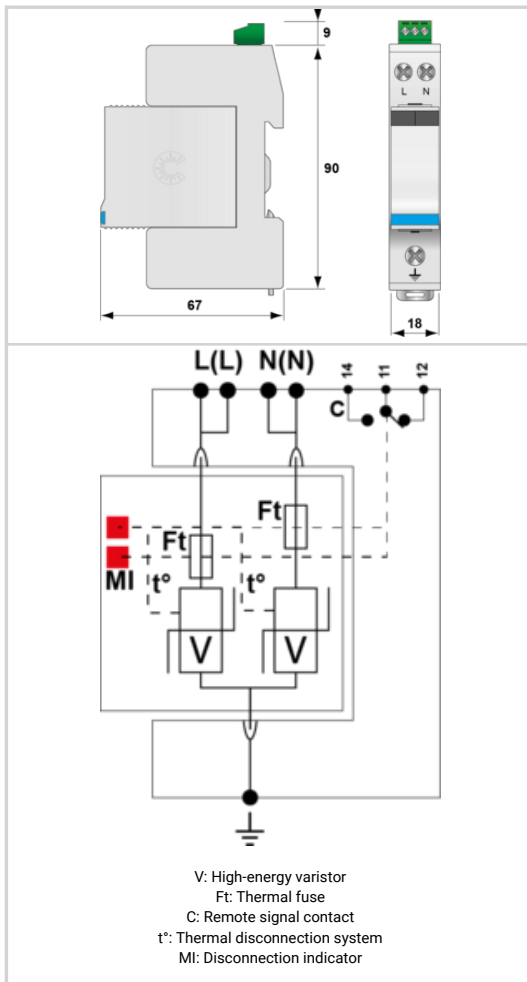 9
L N
90
67
18
L(L) N(N)
14 11 12
C
Ft
Ft
MI t° t°
V V
V: High-energy varistor
Ft: Thermal fuse
C: Remote signal contact
t°: Thermal disconnection system
MI: Disconnection indicator